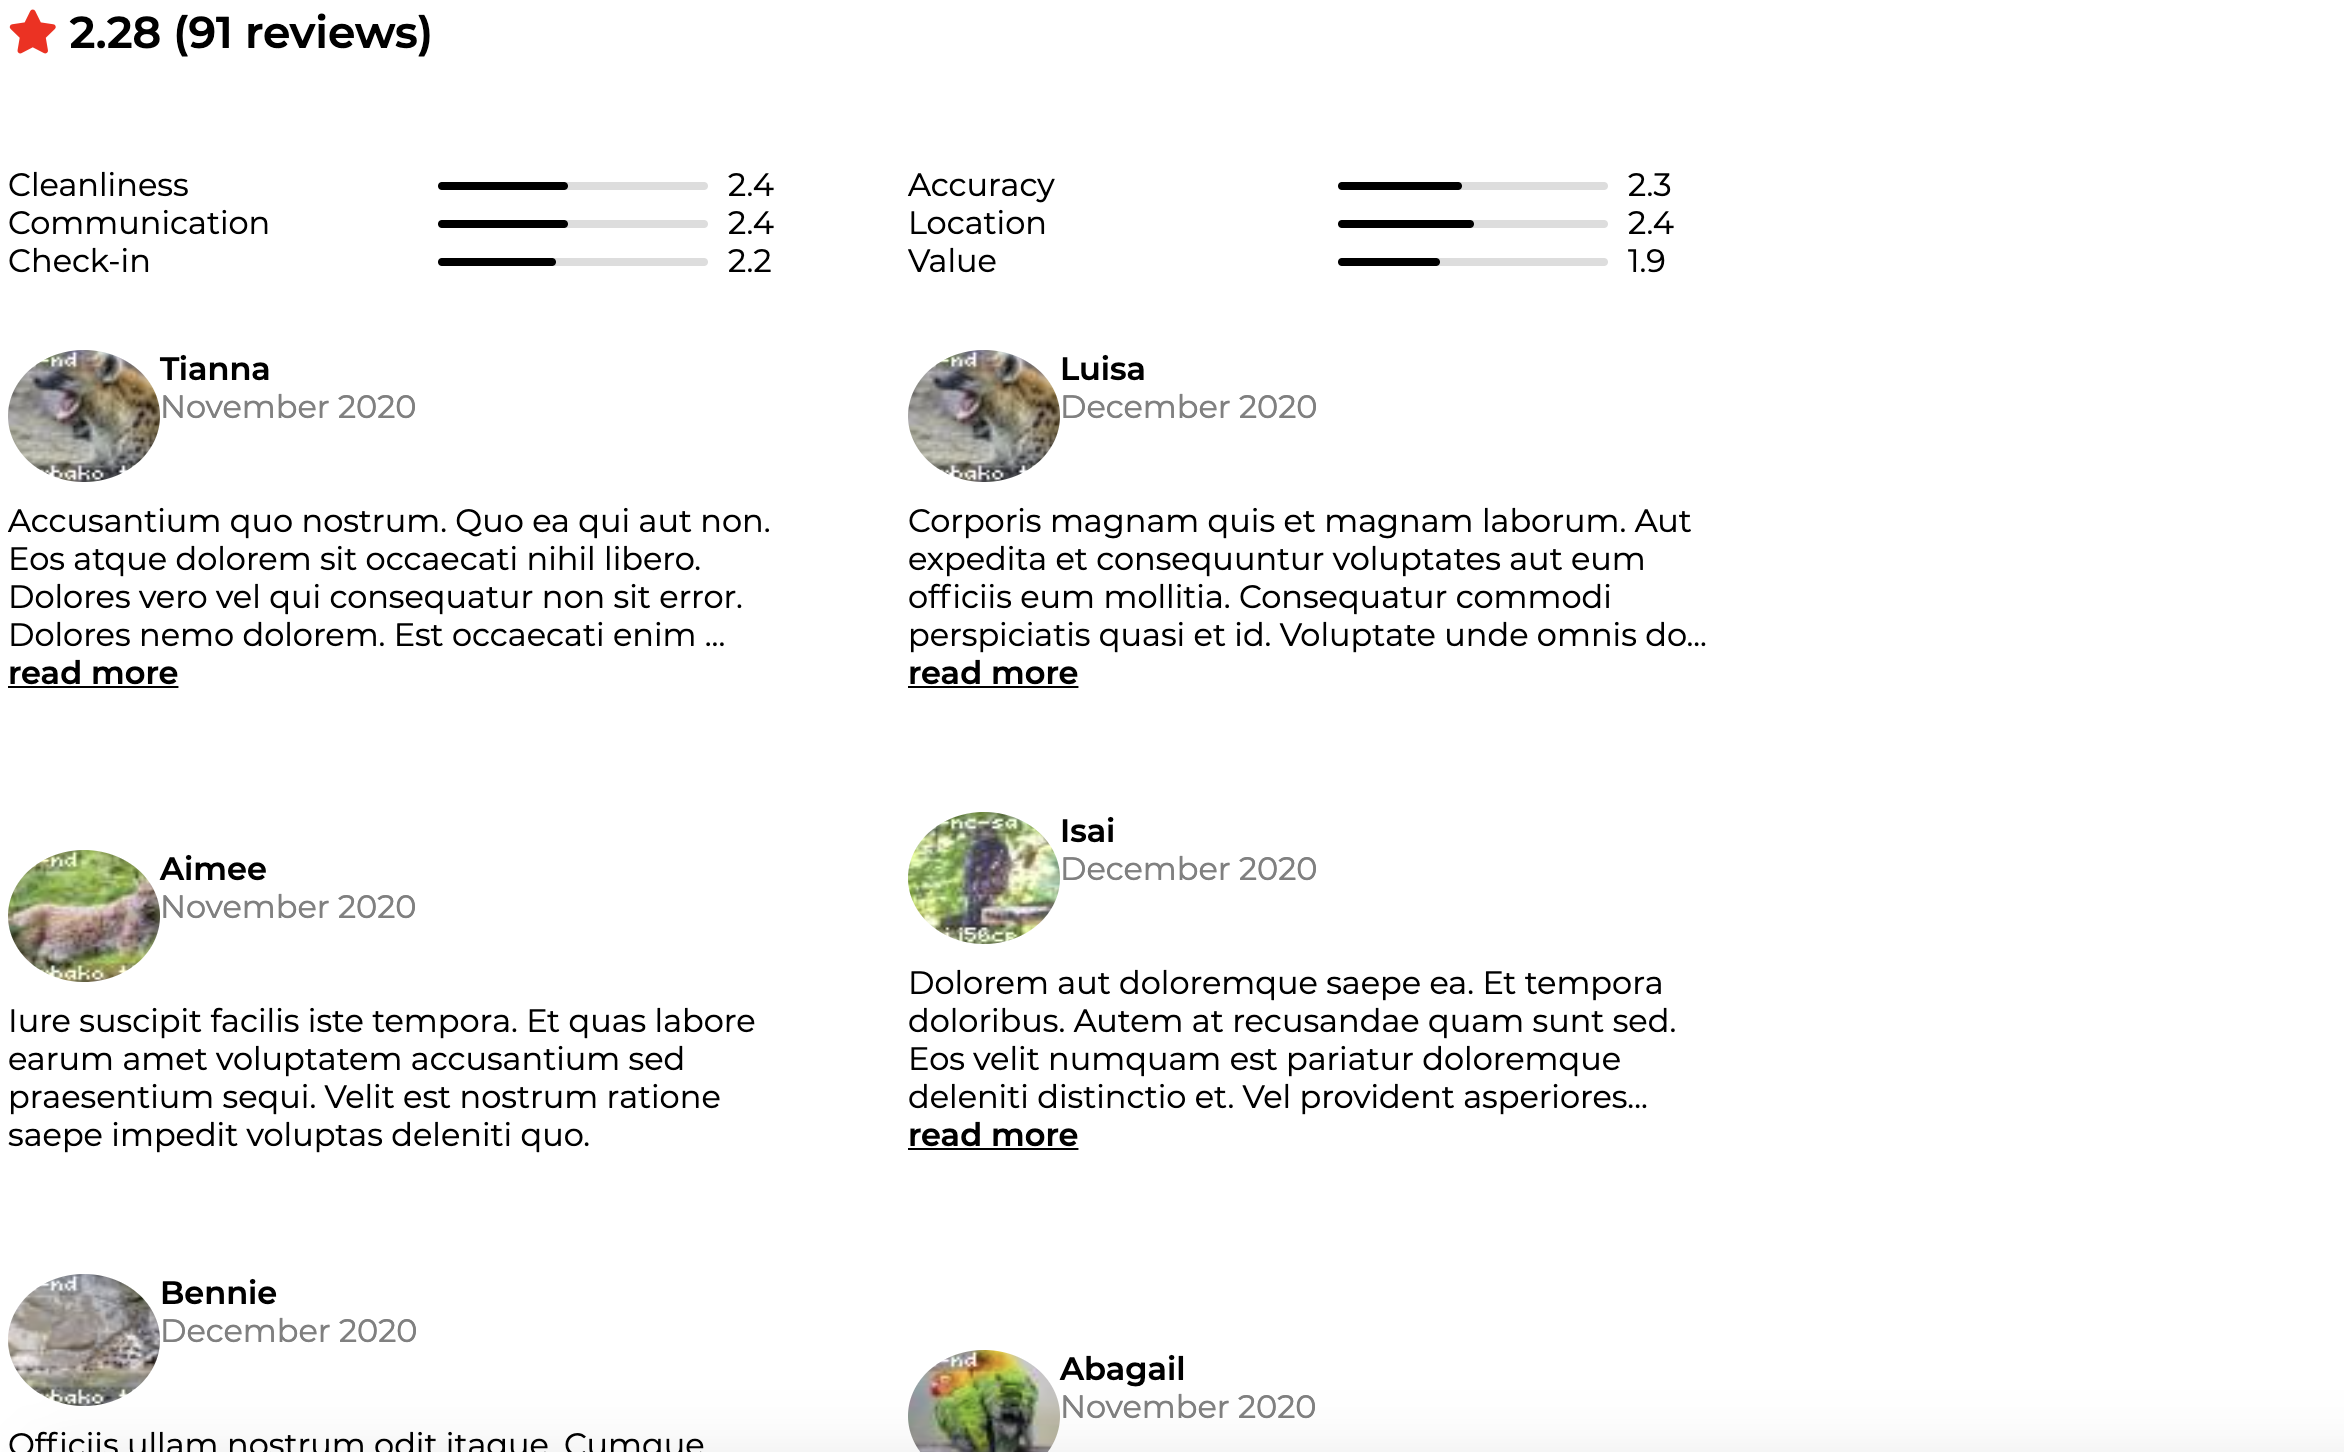 2.28 (91 reviews)
Cleanliness 2.4
Communication 2.4
Check-in 2.2
Accuracy 2.3
Location 2.4
Value 1.9
Tianna
November 2020
Accusantium quo nostrum. Quo ea qui aut non.
Eos atque dolorem sit occaecati nihil libero.
Dolores vero vel qui consequatur non sit error.
Dolores nemo dolorem. Est occaecati enim ...
read more
Luisa
December 2020
Corporis magnam quis et magnam laborum. Aut
expedita et consequuntur voluptates aut eum
officiis eum mollitia. Consequatur commodi
perspiciatis quasi et id. Voluptate unde omnis do...
read more
Aimee
November 2020
Iure suscipit facilis iste tempora. Et quas labore
earum amet voluptatem accusantium sed
praesentium sequi. Velit est nostrum ratione
saepe impedit voluptas deleniti quo.
Isai
December 2020
Dolorem aut doloremque saepe ea. Et tempora
doloribus. Autem at recusandae quam sunt sed.
Eos velit numquam est pariatur doloremque
deleniti distinctio et. Vel provident asperiores...
read more
Bennie
December 2020
Officiis ullam nostrum odit itaque. Cumque
Abagail
November 2020